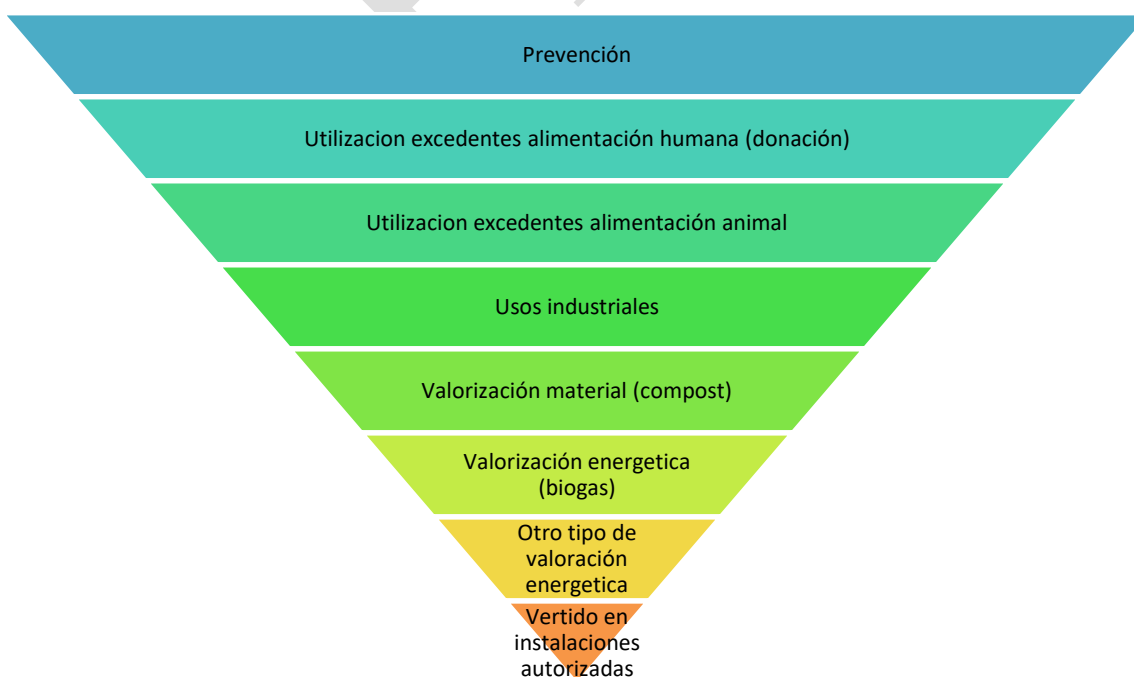 Prevención
Utilizacion excedentes alimentación humana (donación)
Utilizacion excedentes alimentación animal
Usos industriales
Valorización material (compost)
Valorización energetica
(biogas)
Otro tipo de
valoración
energetica
Vertido en
instalaciones
autorizadas